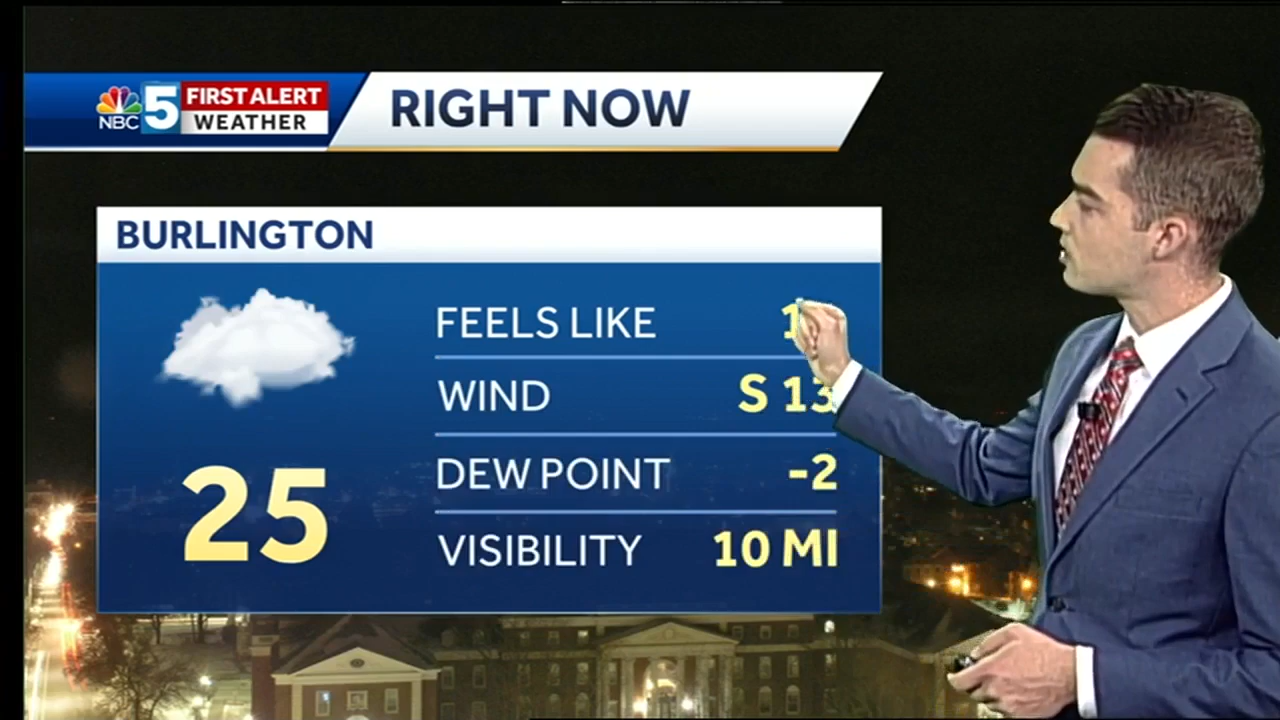 NBC 5 FIRST ALERT WEATHER
RIGHT NOW
BURLINGTON
25
FEELS LIKE
WIND S 13
DEW POINT -2
VISIBILITY 10 MI